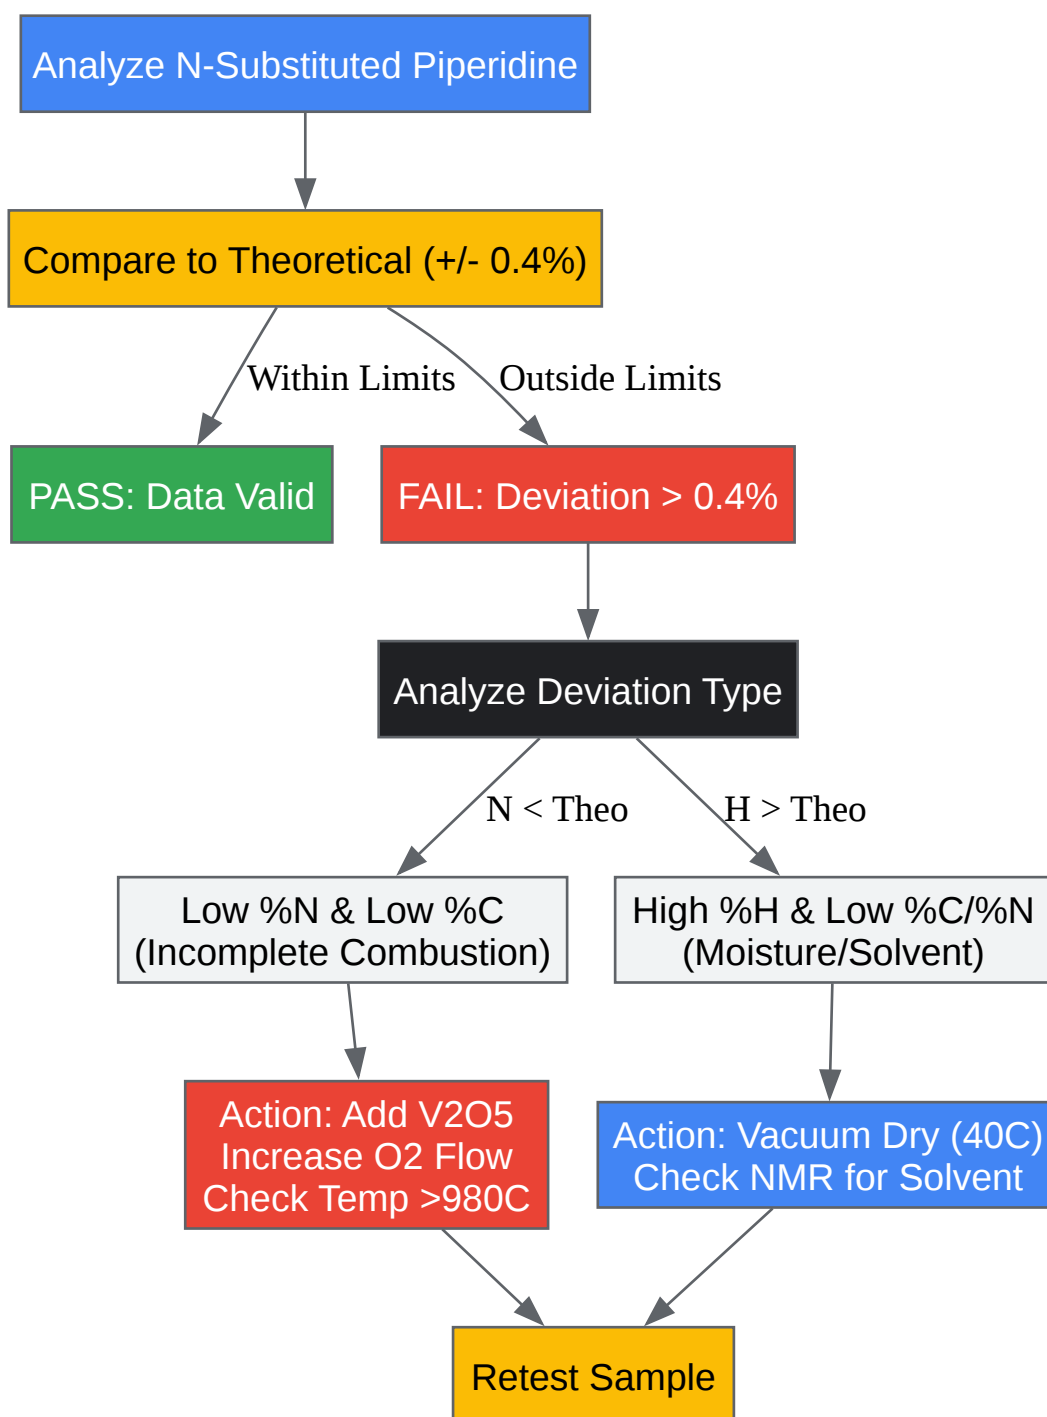 Analyze N-Substituted Piperidine
Compare to Theoretical (+/- 0.4%)
Within Limits
Outside Limits
PASS: Data Valid
FAIL: Deviation > 0.4%
Analyze Deviation Type
N < Theo
H > Theo
Low %N & Low %C
(Incomplete Combustion)
High %H & Low %C/%N
(Moisture/Solvent)
Action: Add V2O5
Increase O2 Flow
Check Temp >980C
Action: Vacuum Dry (40C)
Check NMR for Solvent
Retest Sample